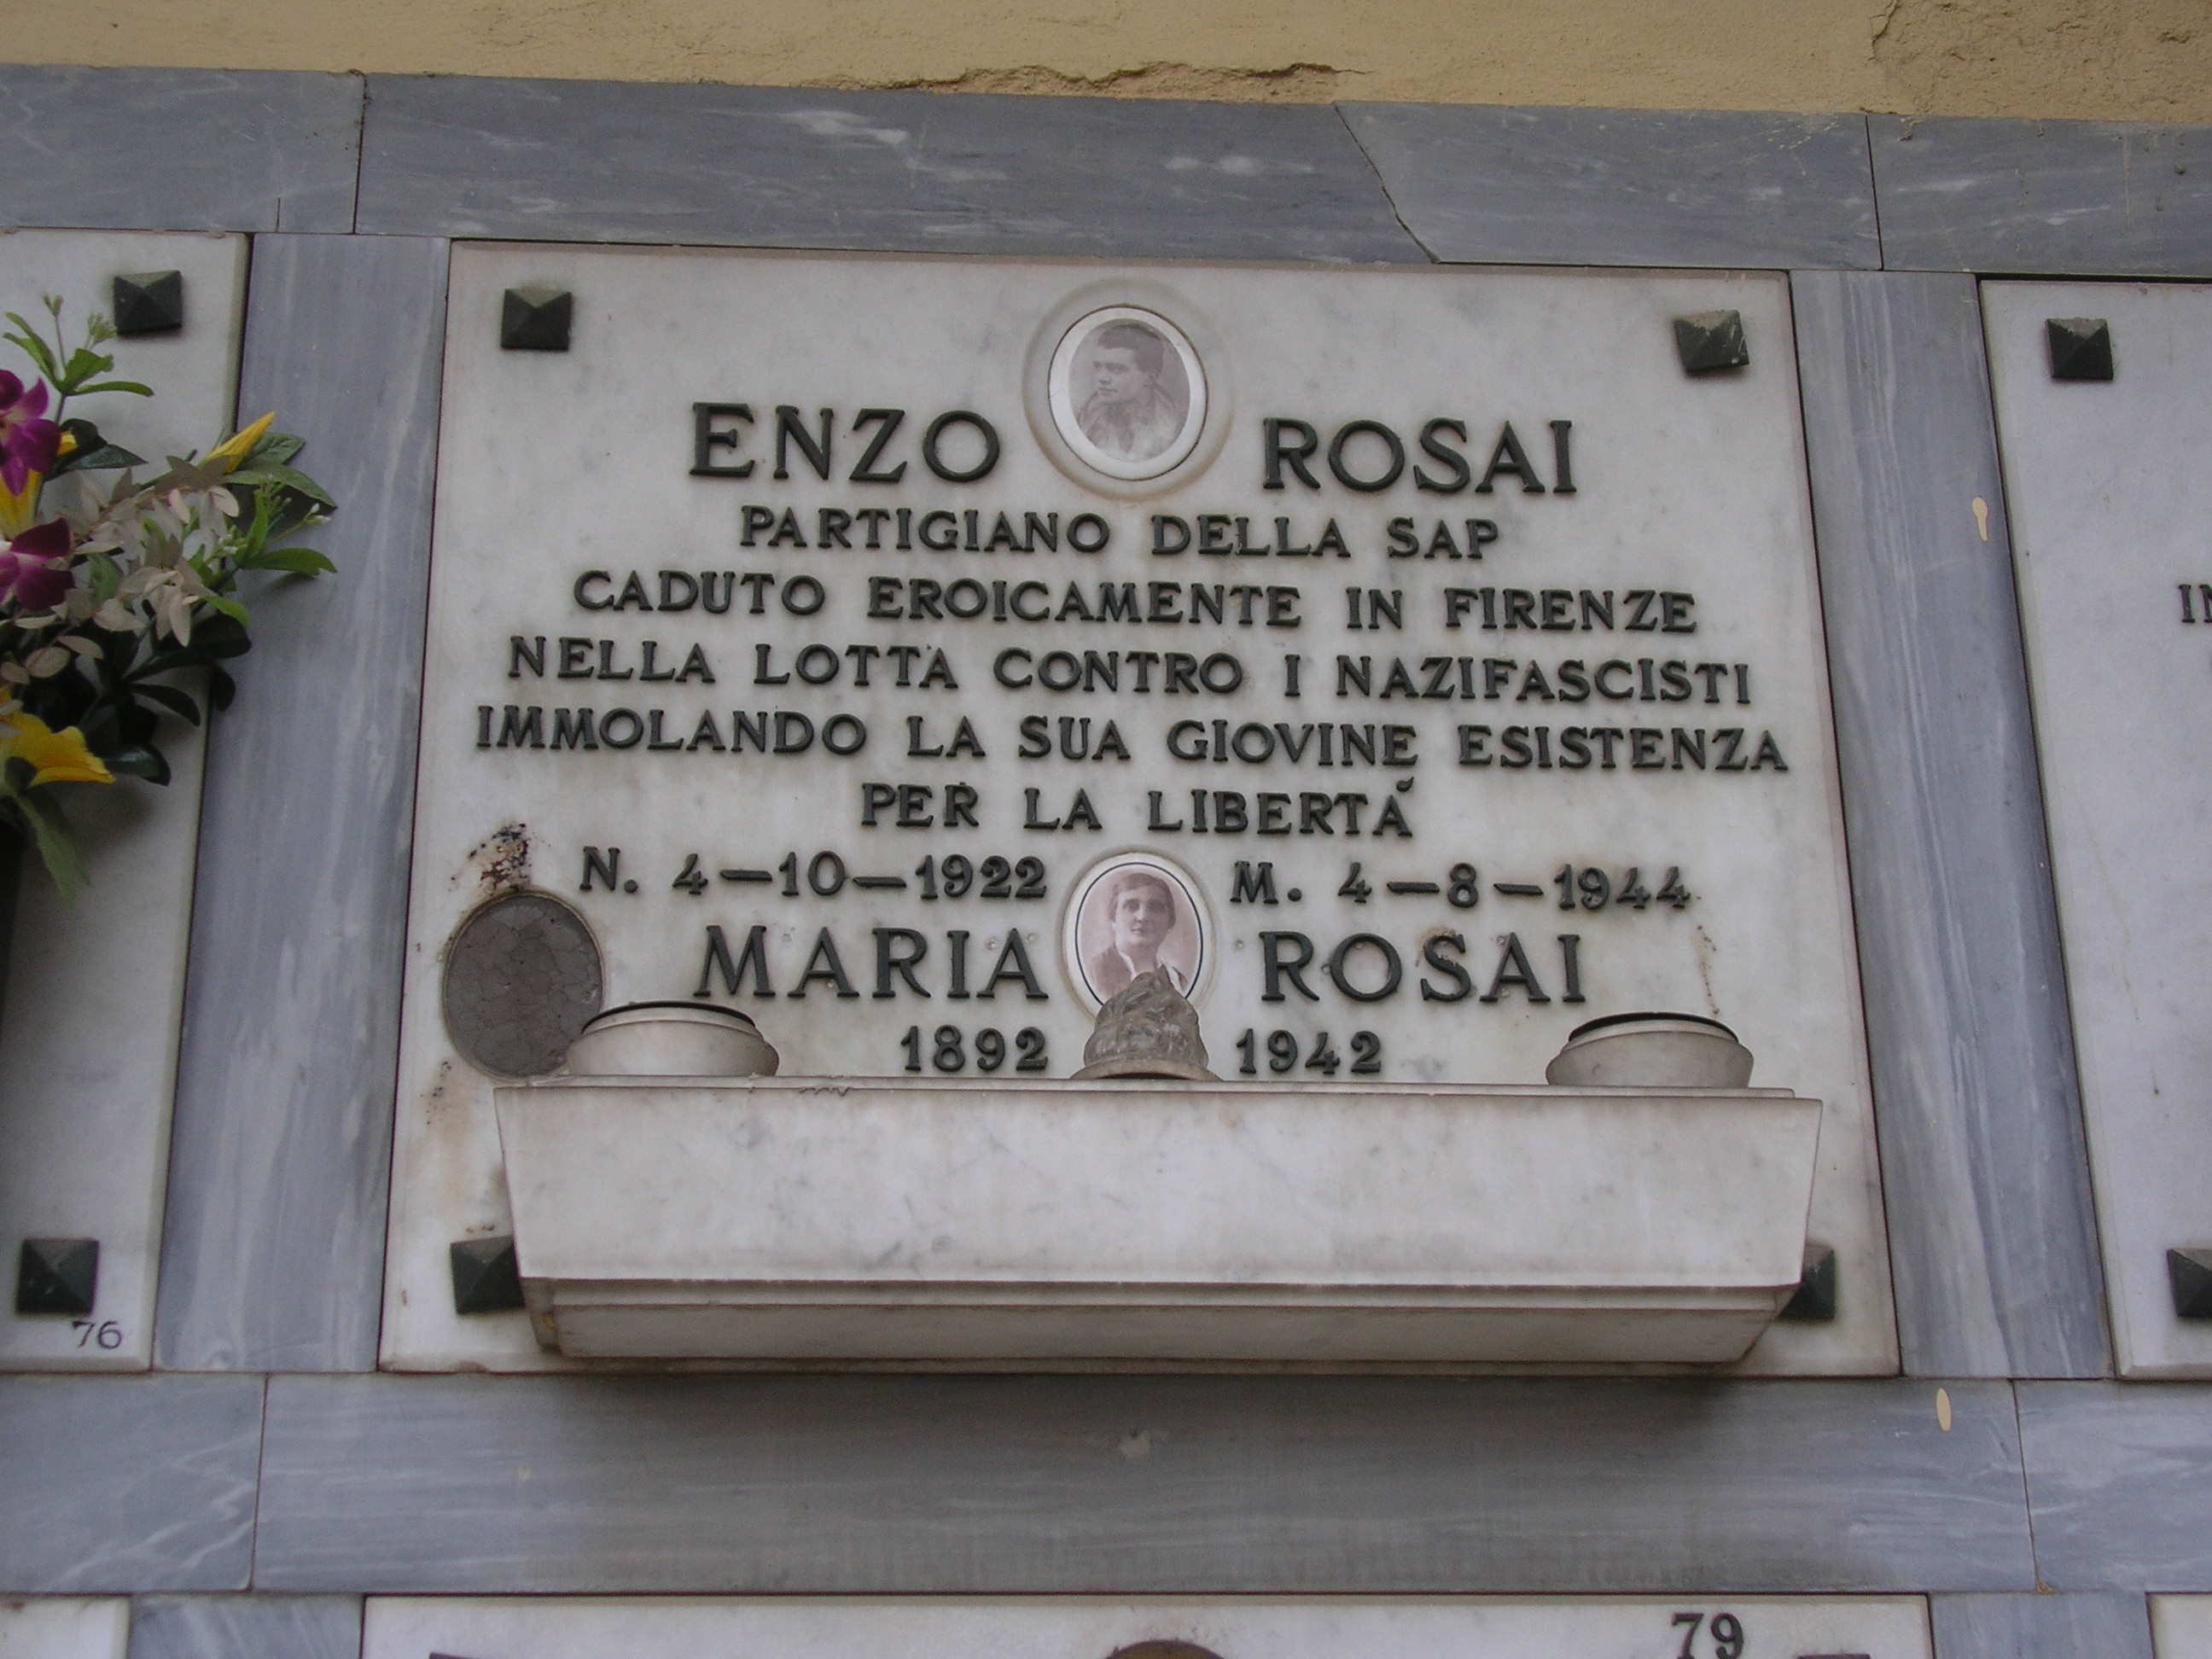 ENZO ROSAI
PARTIGIANO DELLA SAP
CADUTO EROICAMENTE IN FIRENZE
NELLA LOTTA CONTRO I NAZIFASCISTI
IMMOLANDO LA SUA GIOVINE ESISTENZA
PER LA LIBERTÁ
N. 4-10-1922 M. 4-8-1944
MARIA ROSAI
1892 1942
76
79